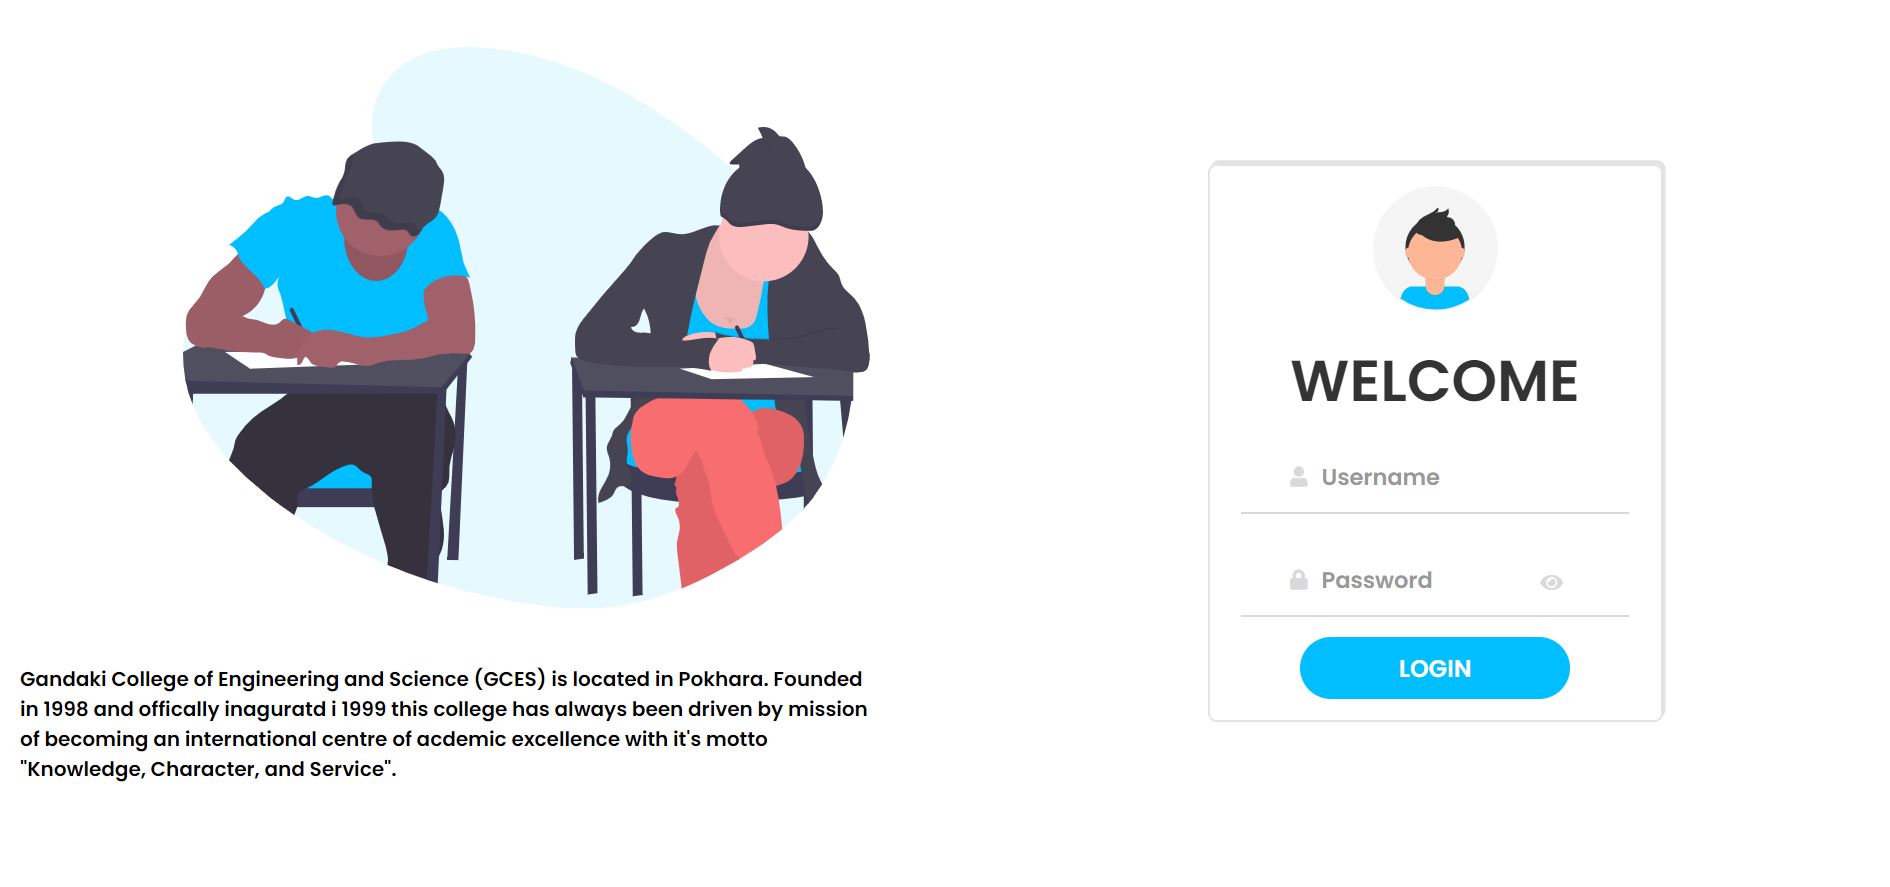 Gandaki College of Engineering and Science (GCES) is located in Pokhara. Founded
in 1998 and offically inaguratd i 1999 this college has always been driven by mission
of becoming an international centre of acdemic excellence with it's motto
"Knowledge, Character, and Service".
WELCOME
Username
Password
LOGIN